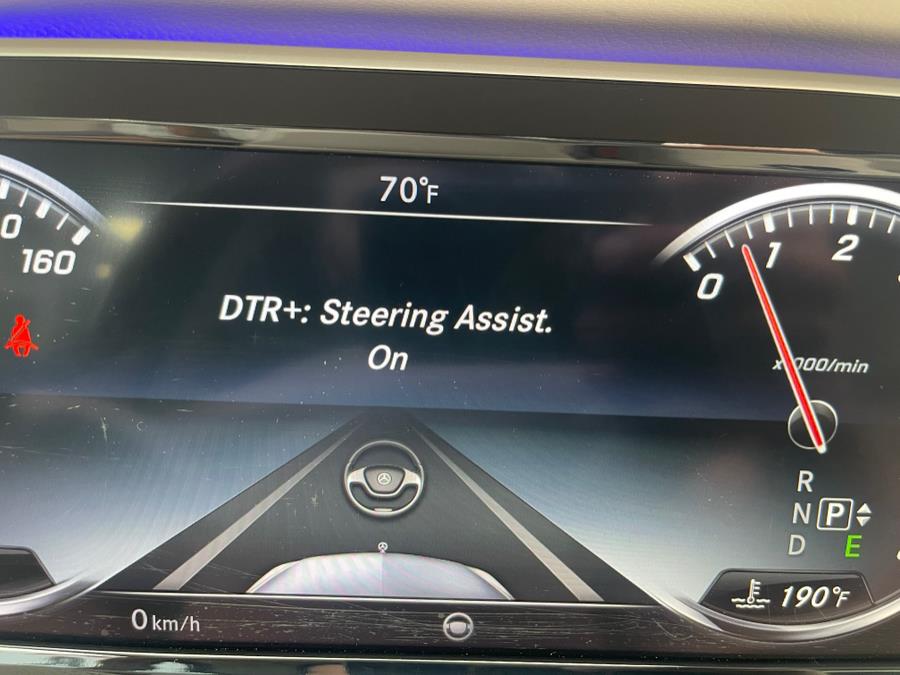 70°F
0
160
DTR+: Steering Assist.
On
0
1
2
x1000/min
R
N P
D E
190°F
0 km/h